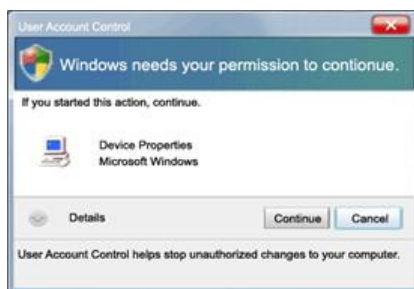 User Account Control
Windows needs your permission to contionue.
If you started this action, continue.
Device Properties
Microsoft Windows
Details
Continue
Cancel
User Account Control helps stop unauthorized changes to your computer.